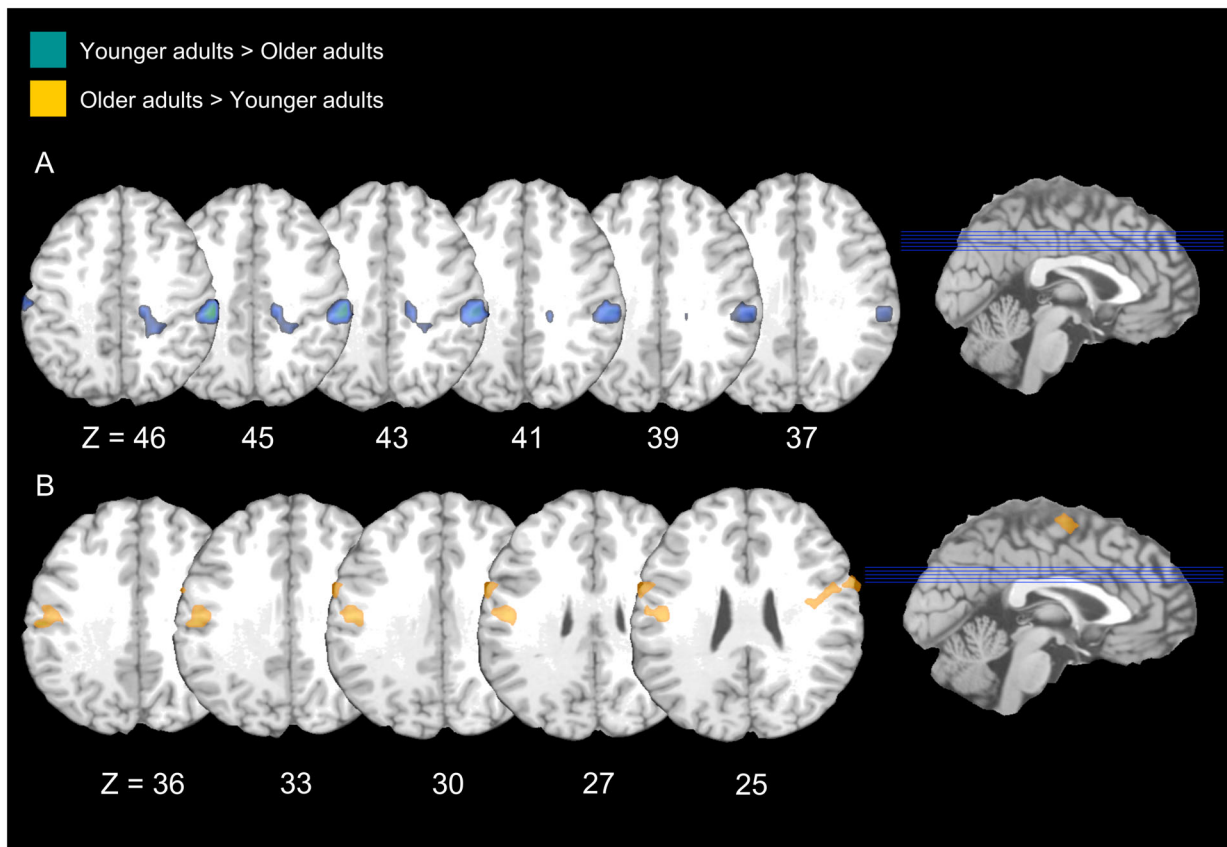 Younger adults > Older adults
Older adults > Younger adults
A
Z = 46 45 43 41 39 37
B
Z = 36 33 30 27 25